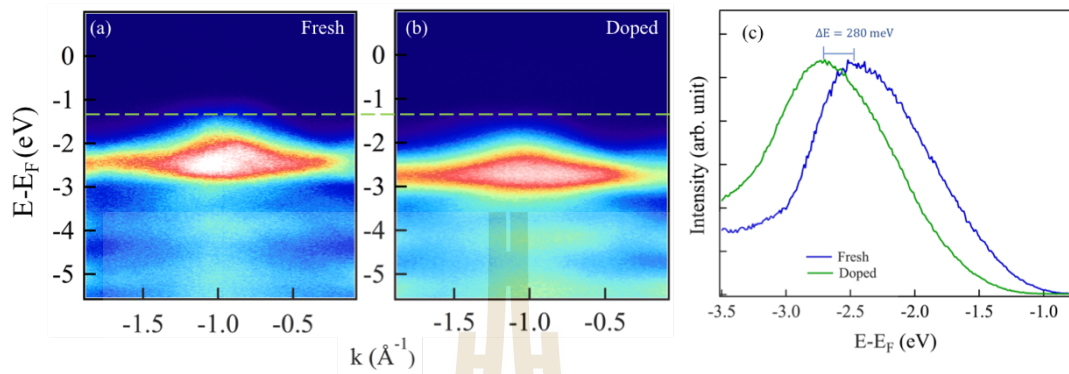 (a) Fresh
(b) Doped
(c)
ΔE = 280 meV
E-E_F (eV)
0
-1
-2
-3
-4
-5
0
-1
-2
-3
-4
-5
-1.5 -1.0 -0.5
-1.5 -1.0 -0.5
k (Å⁻¹)
Intensity (arb. unit)
Fresh
Doped
-3.5 -3.0 -2.5 -2.0 -1.5 -1.0
E-E_F (eV)